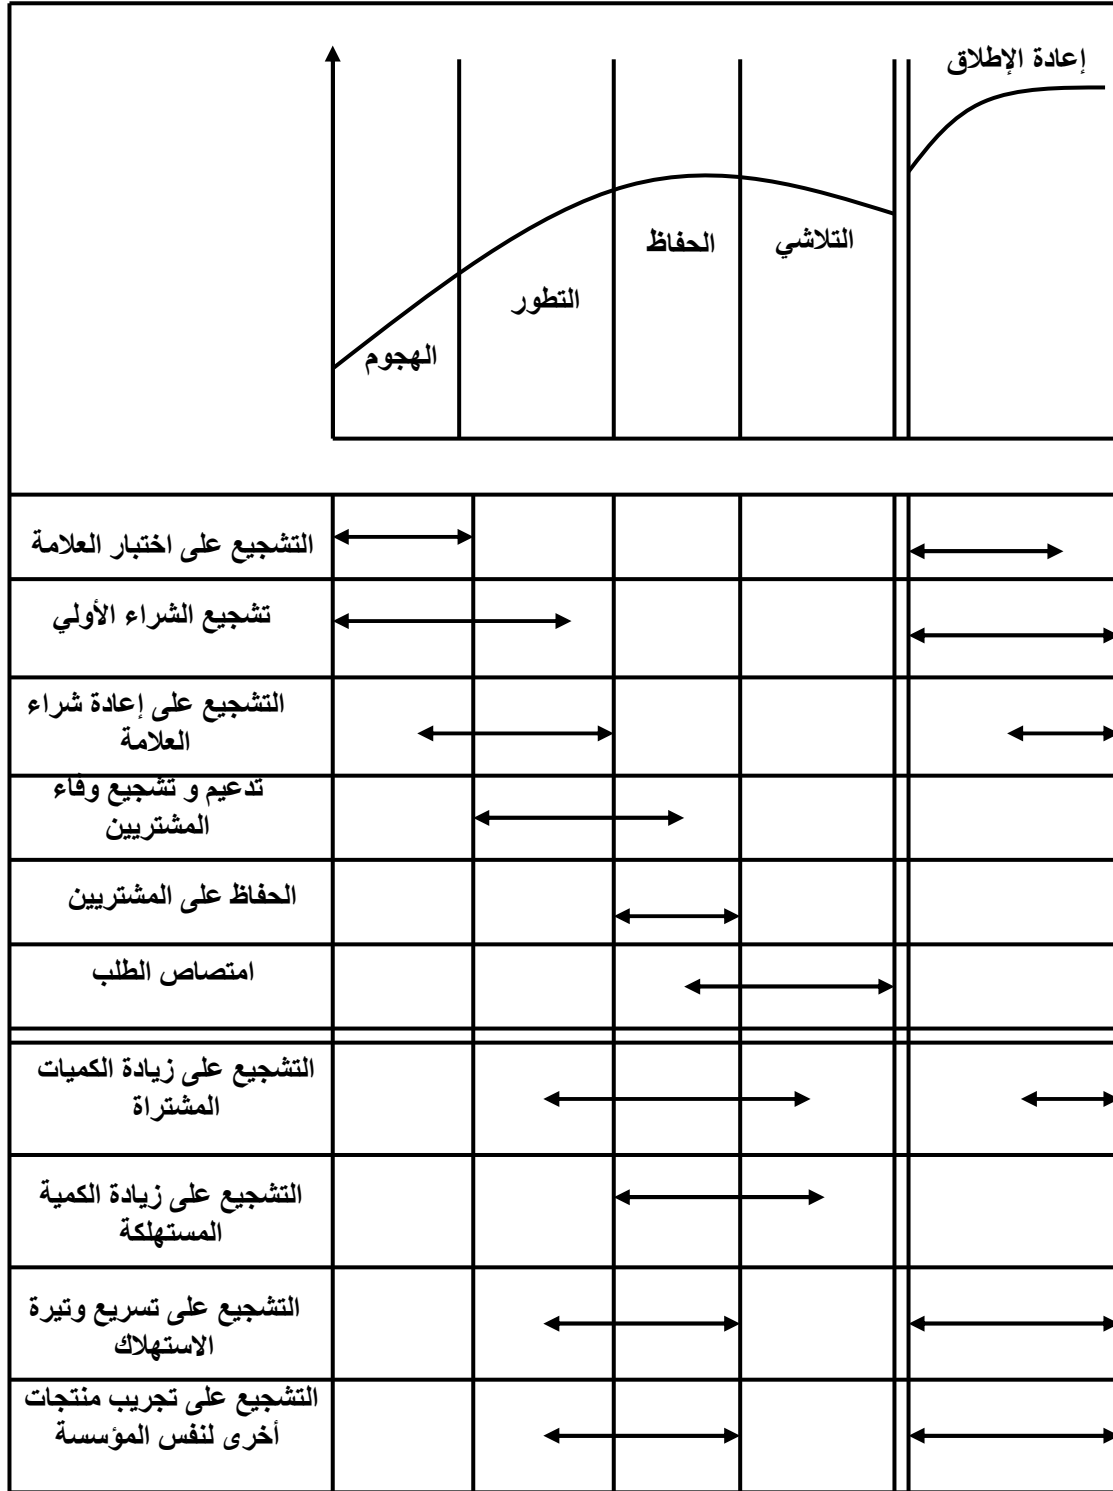 إعادة الإطلاق
التلاشي
الحفاظ
التطور
الهجوم
التشجيع على اختبار العلامة
تشجيع الشراء الأولي
التشجيع على إعادة شراء
العلامة
تدعيم و تشجيع وفاء
المشتريين
الحفاظ على المشتريين
امتصاص الطلب
التشجيع على زيادة الكميات
المشتراة
التشجيع على زيادة الكمية
المستهلكة
التشجيع على تسريع وتيرة
الاستهلاك
التشجيع على تجريب منتجات
أخرى لنفس المؤسسة